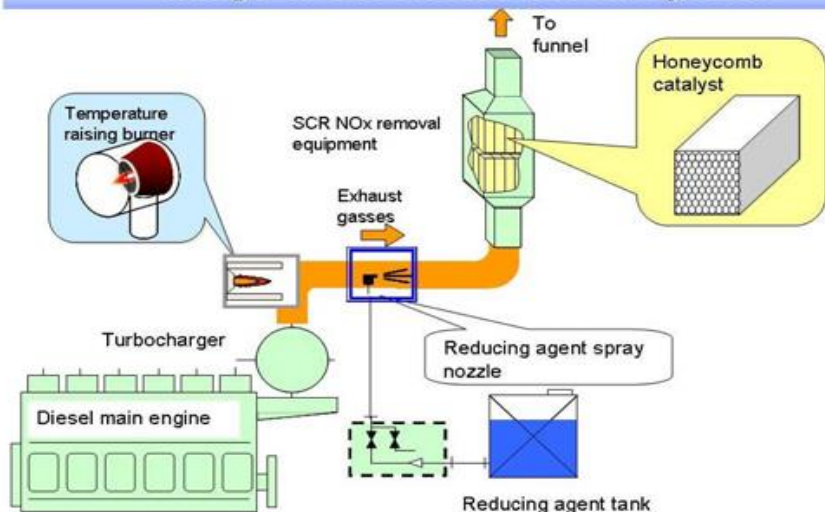 To
funnel
Honeycomb
catalyst
Temperature
raising burner
SCR NOx removal
equipment
Exhaust
gasses
Turbocharger
Reducing agent spray
nozzle
Diesel main engine
Reducing agent tank